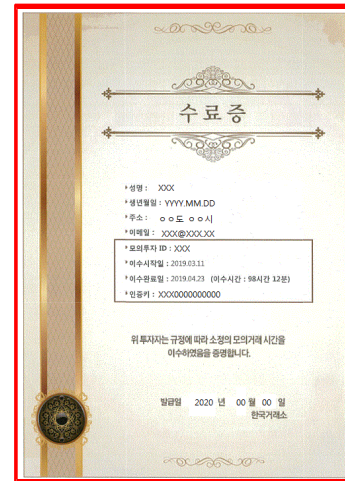 수료증
성명 : XXX
생년월일 : YYYY.MM.DD
주소 : ㅇㅇ도 ㅇㅇ시
이메일 : XXX@XXX.XX
모의투자 ID : XXX
이수시작일 : 2019.03.11
이수완료일 : 2019.04.23 (이수시간 : 98시간 12분)
인증키 : XXX0000000000
위 투자자는 규정에 따라 소정의 모의거래 시간을
이수하였음을 증명합니다.
발급일 2020 년 00 월 00 일
한국거래소